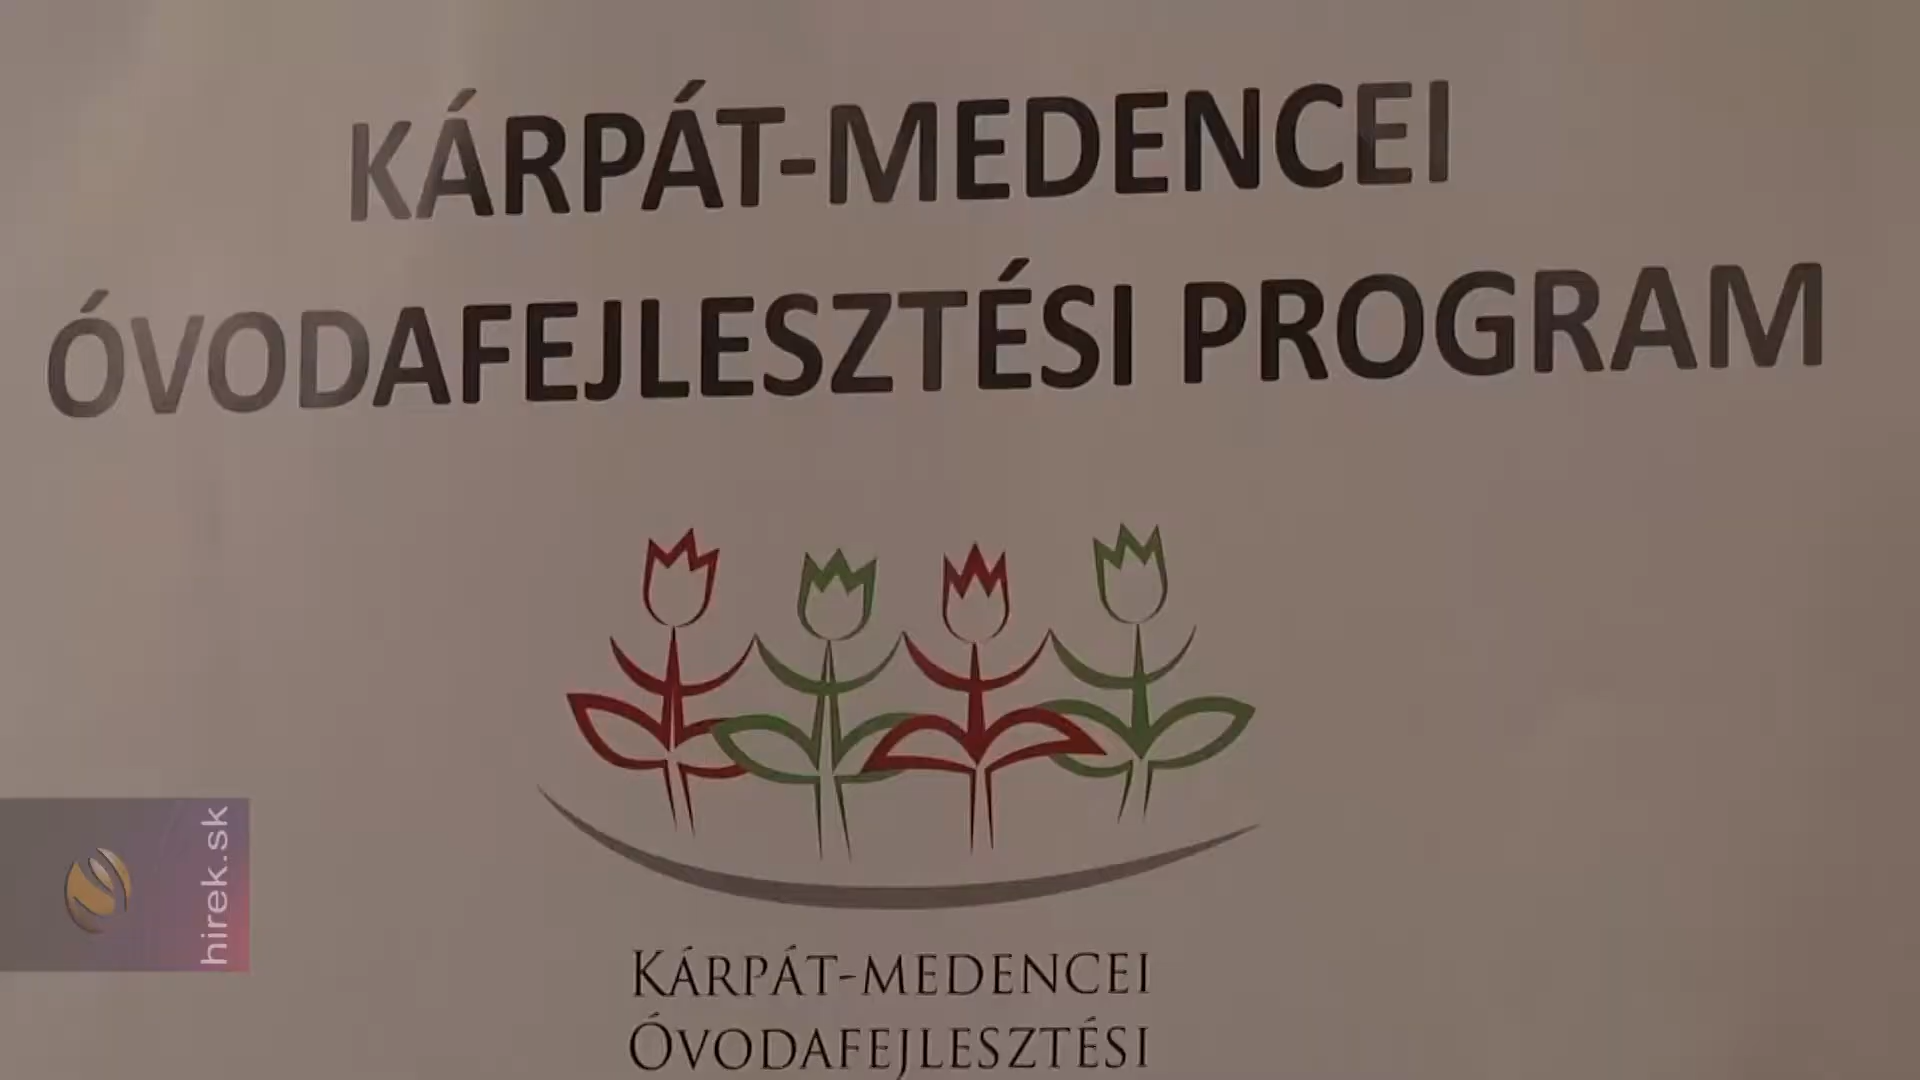 KÁRPÁT-MEDENCEI
ÓVODAFEJLESZTÉSI PROGRAM
KÁRPÁT-MEDENCEI
ÓVODAFEJLESZTÉSI
hirek.sk